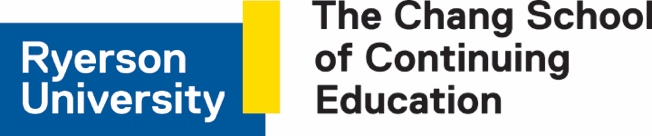 Ryerson
University
The Chang School
of Continuing
Education